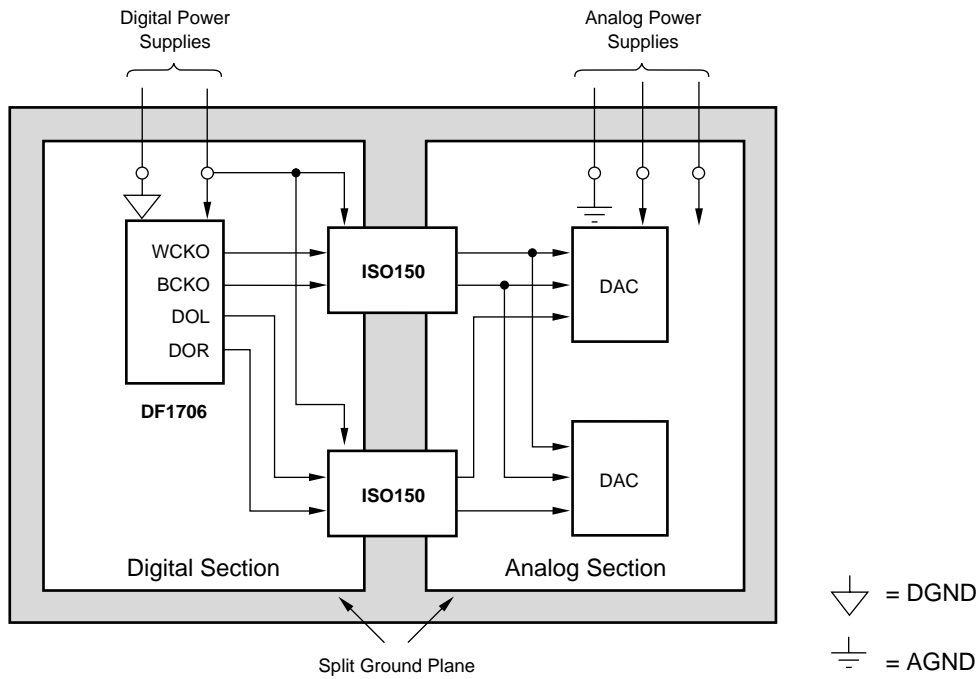 Digital Power
Supplies
Analog Power
Supplies
WCKO
BCKO
DOL
DOR
DF1706
ISO150
DAC
ISO150
DAC
Digital Section
Analog Section
Split Ground Plane
= DGND
= AGND